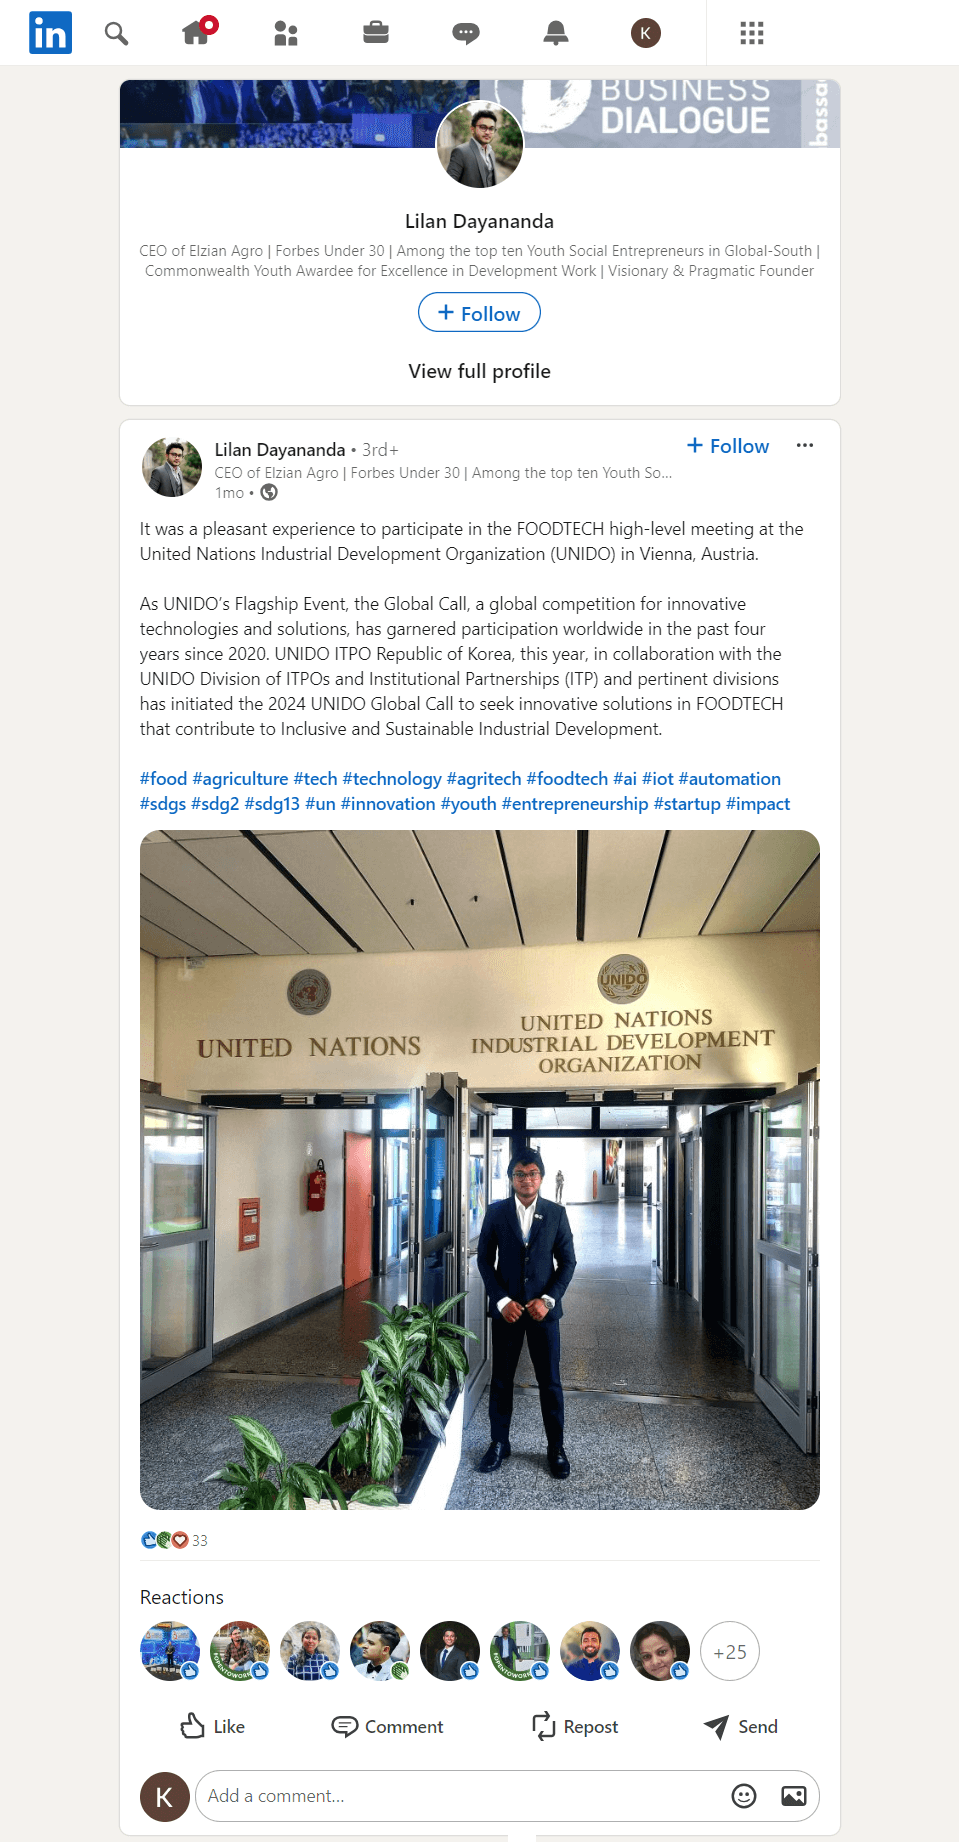 in
K
BUSINESS
DIALOGUE
bassa
Lilan Dayananda
CEO of Elzian Agro | Forbes Under 30 | Among the top ten Youth Social Entrepreneurs in Global-South |
Commonwealth Youth Awardee for Excellence in Development Work | Visionary & Pragmatic Founder
+ Follow
View full profile
Lilan Dayananda • 3rd+
+ Follow
CEO of Elzian Agro | Forbes Under 30 | Among the top ten Youth So...
1mo •
It was a pleasant experience to participate in the FOODTECH high-level meeting at the
United Nations Industrial Development Organization (UNIDO) in Vienna, Austria.
As UNIDO’s Flagship Event, the Global Call, a global competition for innovative
technologies and solutions, has garnered participation worldwide in the past four
years since 2020. UNIDO ITPO Republic of Korea, this year, in collaboration with the
UNIDO Division of ITPOs and Institutional Partnerships (ITP) and pertinent divisions
has initiated the 2024 UNIDO Global Call to seek innovative solutions in FOODTECH
that contribute to Inclusive and Sustainable Industrial Development.
#food #agriculture #tech #technology #agritech #foodtech #ai #iot #automation
#sdgs #sdg2 #sdg13 #un #innovation #youth #entrepreneurship #startup #impact
UNIDO
UNITED NATIONS
UNITED NATIONS
INDUSTRIAL DEVELOPMENT
ORGANIZATION
33
Reactions
#OPENTOWORK
#OPENTOWORK
+25
Like
Comment
Repost
Send
K
Add a comment...